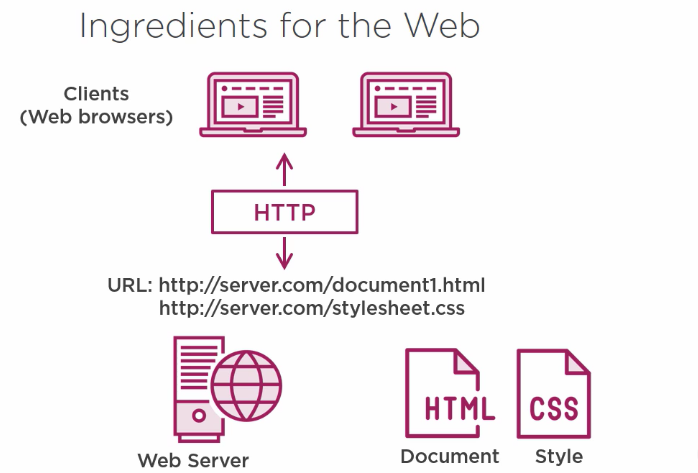 Ingredients for the Web
Clients
(Web browsers)
HTTP
URL: http://server.com/document1.html
http://server.com/stylesheet.css
HTML
CSS
Web Server
Document
Style